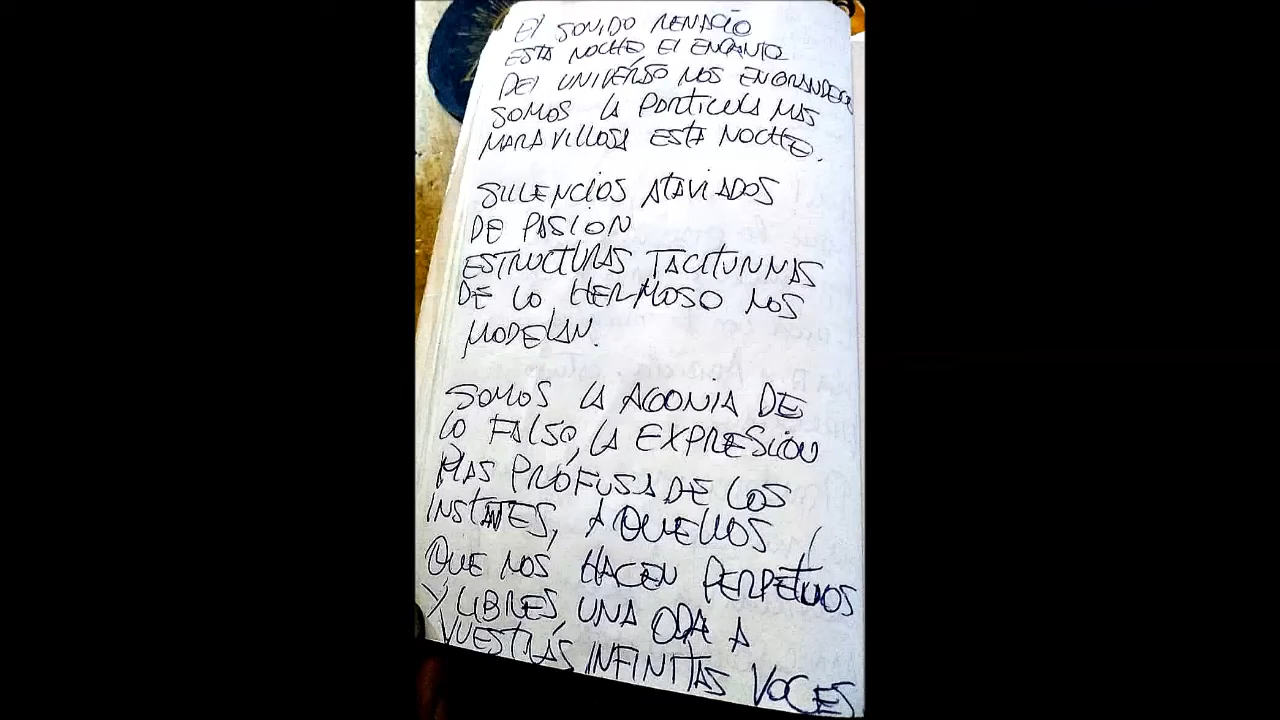 El SONIDO RENACIO
ESTA NOCHE, El ENCANTO
DEl UNIVERSO NOS ENGRANDECE
SOMOS LA PARTICULA MAS
MARAVILLOSA ESTA NOCHE.
SILENCIOS ATAVIADOS
DE PASION
ESTRUCTURAS TACITURNAS
DE LO HERMOSO NOS
MODELAN.
SOMOS LA AGONIA DE
LO FALSO, LA EXPRESION
MAS PROFUSA DE LOS
INSTANTES, AQUELLOS
QUE NOS HACEN PERPETUOS
Y LIBRES, UNA ODA A
VUESTRAS INFINITAS VOCES